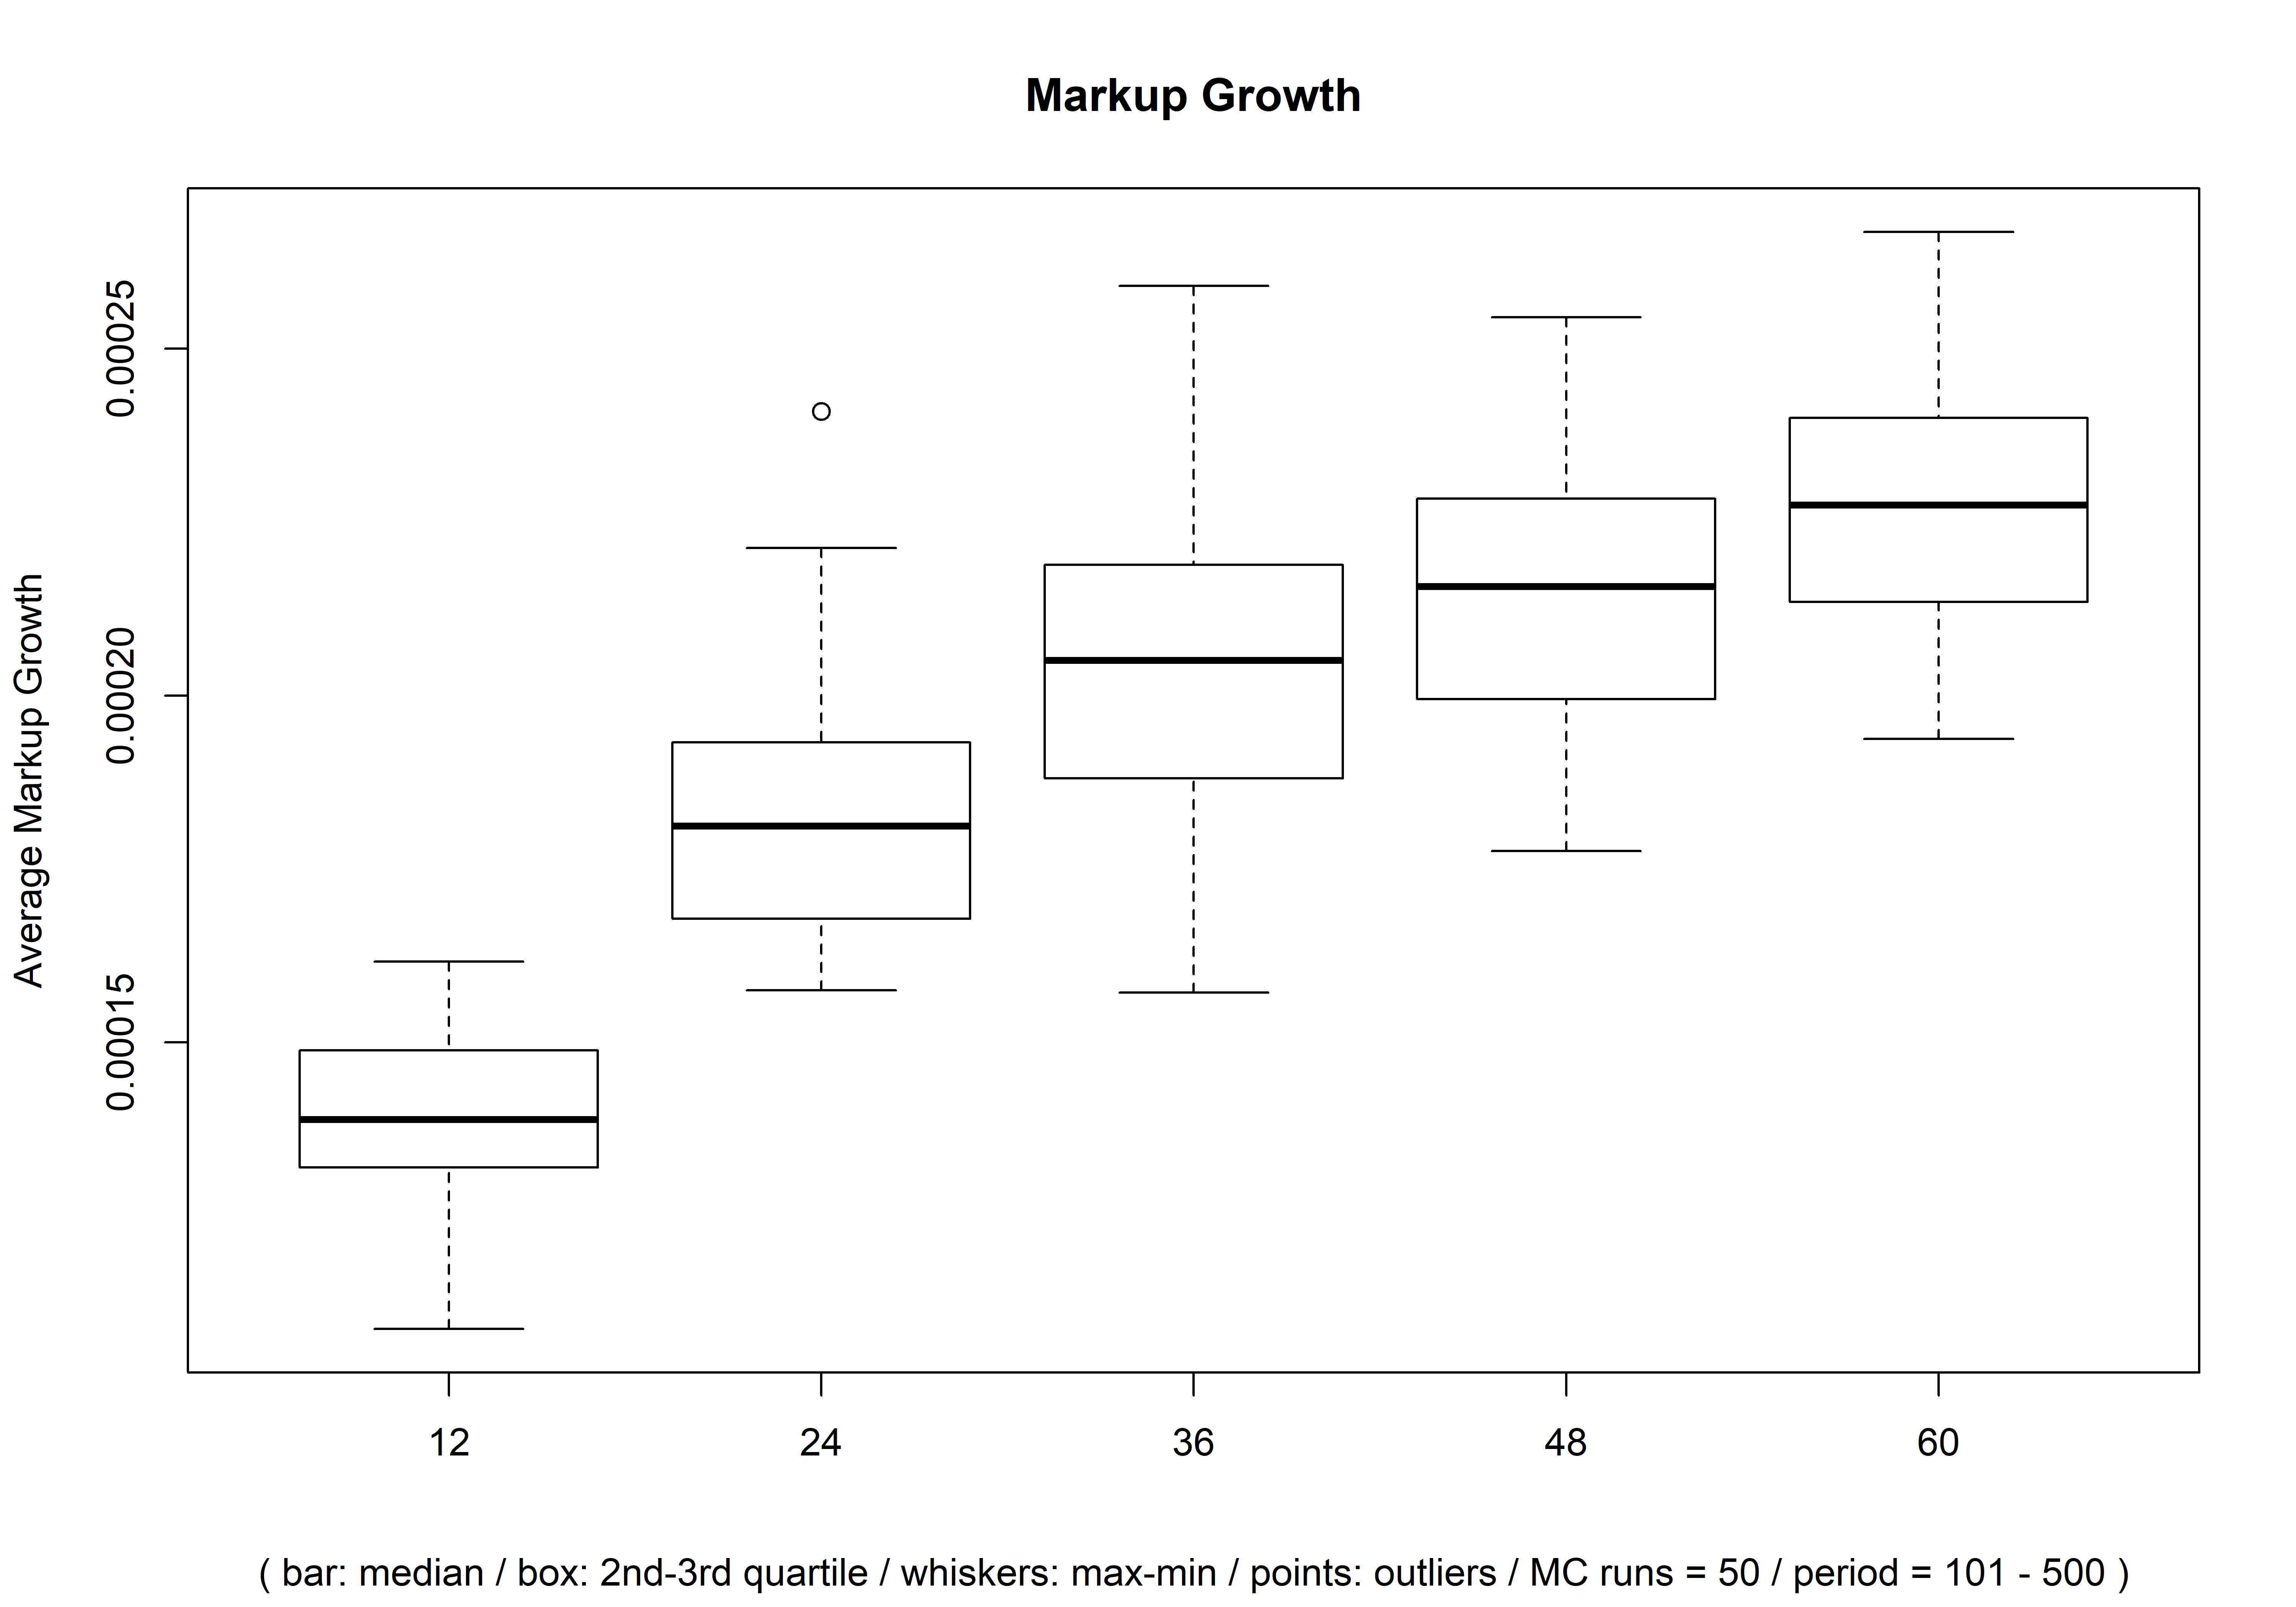 Markup Growth
Average Markup Growth
0.00025
0.00020
0.00015
12 24 36 48 60
( bar: median / box: 2nd-3rd quartile / whiskers: max-min / points: outliers / MC runs = 50 / period = 101 - 500 )